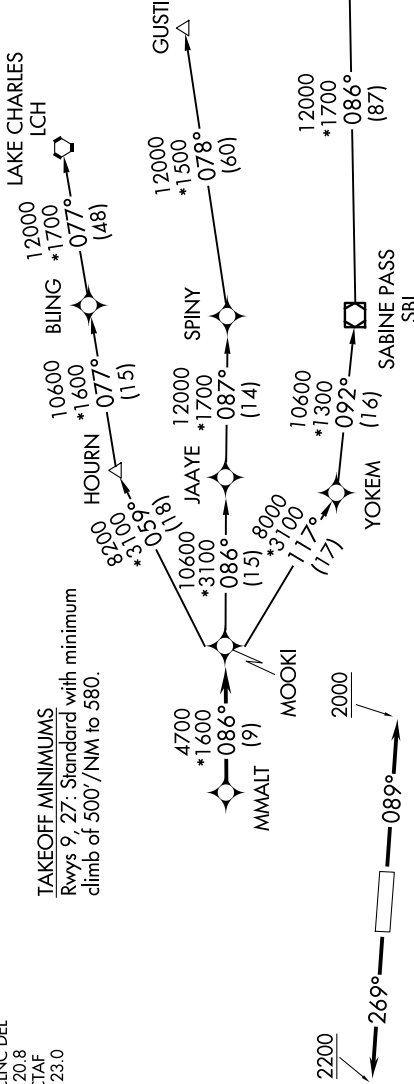 LAKE CHARLES
LCH
12000
*1700
077°
(48)
BLING
10600
*1600
077°
(15)
HOURN
8200
*3100
059°
(18)
GUSTI
12000
*1500
078°
(60)
SPINY
12000
*1700
087°
(14)
JAAYE
10600
*3100
086°
(15)
MOOKI
4700
*1600
086°
(9)
MMALT
12000
*1700
086°
(87)
SABINE PASS
SBI
10600
*1300
092°
(16)
YOKEM
8000
*3100
117°
(17)
TAKEOFF MINIMUMS
Rwys 9, 27: Standard with minimum
climb of 500'/NM to 580.
2000
089°
269°
2200
DEL
20.8
CTAF
23.0